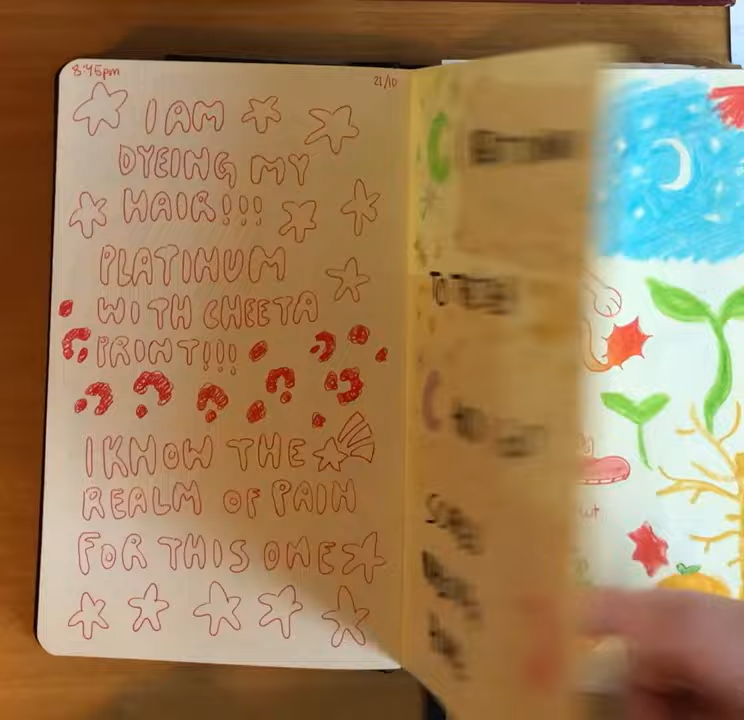 8:45pm
21/10
I AM
DYEING MY
HAIR!!!
PLATINUM
WITH CHEETA
PRINT!!!
I KNOW THE
REALM OF PAIN
FOR THIS ONE